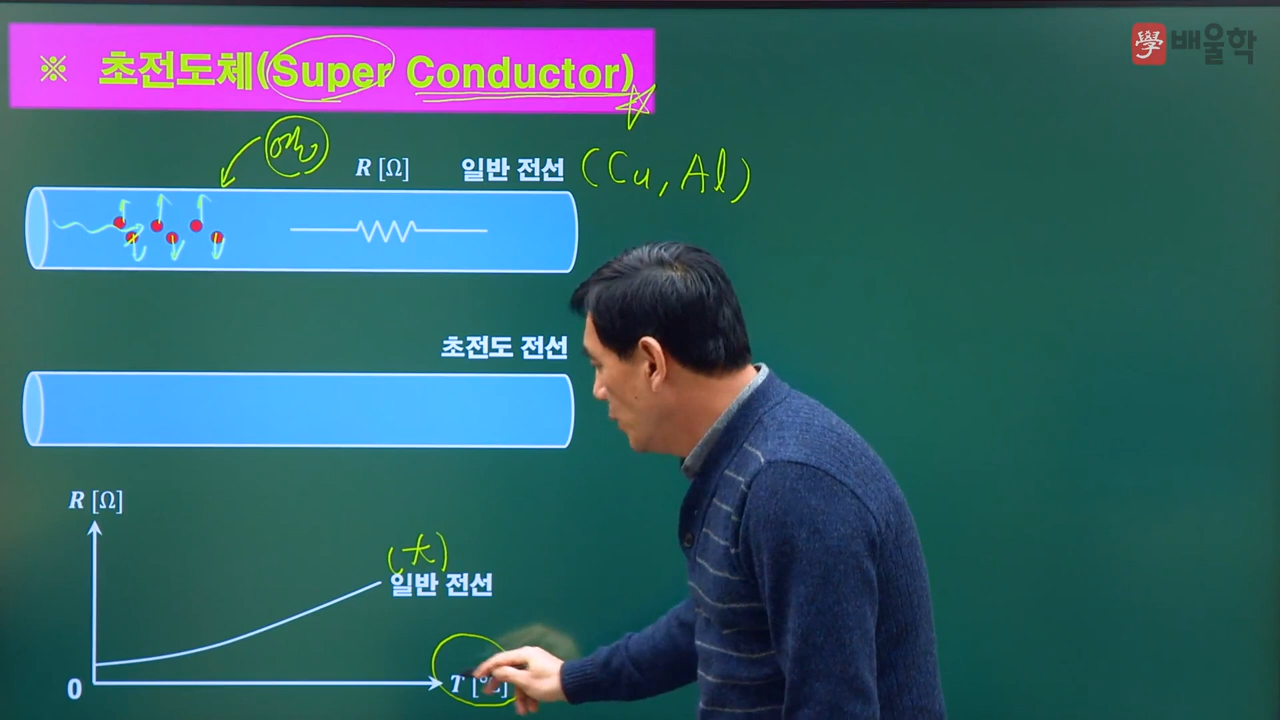 ※ 초전도체(Super Conductor)
學 배울학
열
R [Ω]
일반 전선 (Cu, Al)
초전도 전선
R [Ω]
(大)
일반 전선
0
T [℃]